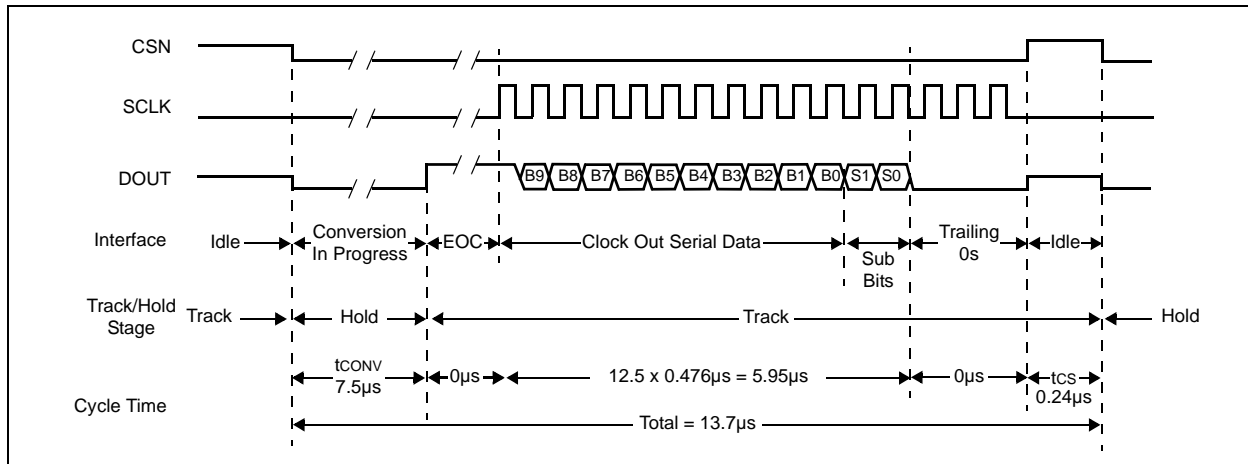 CSN
SCLK
DOUT
B9 B8 B7 B6 B5 B4 B3 B2 B1 B0 S1 S0
Interface
Idle
Conversion
In Progress
EOC
Clock Out Serial Data
Sub
Bits
Trailing
0s
Idle
Track/Hold
Stage
Track
Hold
Track
Hold
Cycle Time
tCONV
7.5µs
0µs
12.5 x 0.476µs = 5.95µs
0µs
tCS
0.24µs
Total = 13.7µs